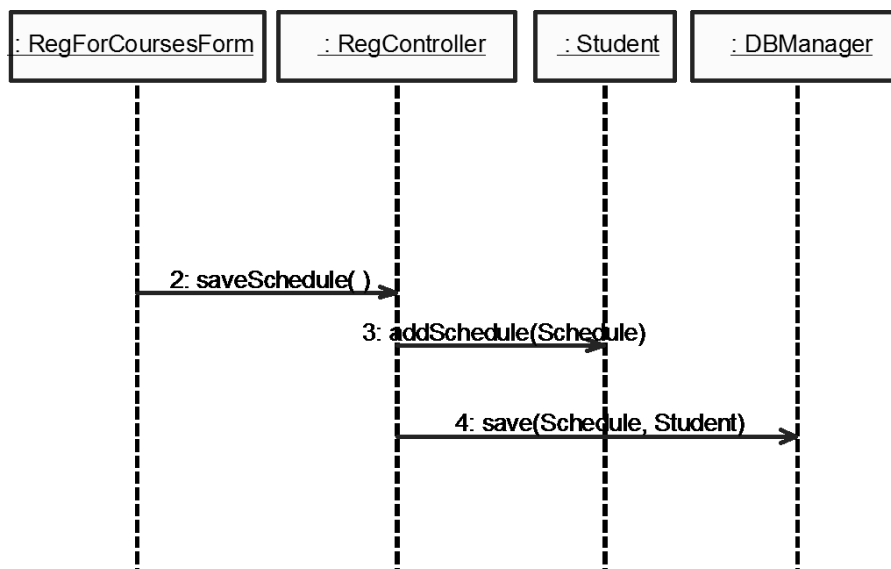 : RegForCoursesForm
: RegController
: Student
: DBManager
2: saveSchedule( )
3: addSchedule(Schedule)
4: save(Schedule, Student)